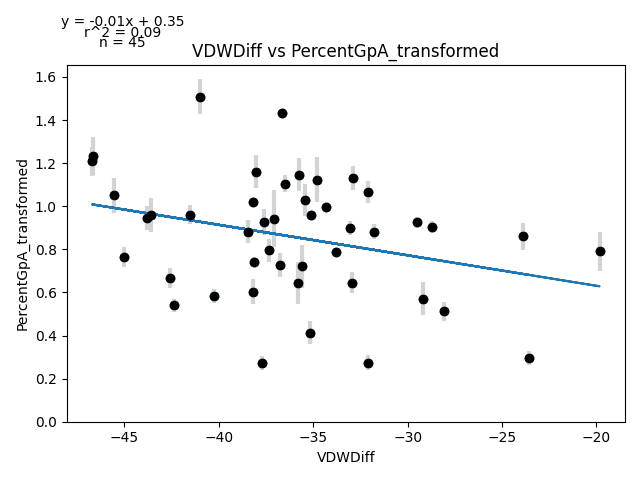 y = -0.01x + 0.35
r^2 = 0.09
n = 45
VDWDiff vs PercentGpA_transformed
PercentGpA_transformed
1.6
1.4
1.2
1.0
0.8
0.6
0.4
0.2
0.0
−45 −40 −35 −30 −25 −20
VDWDiff